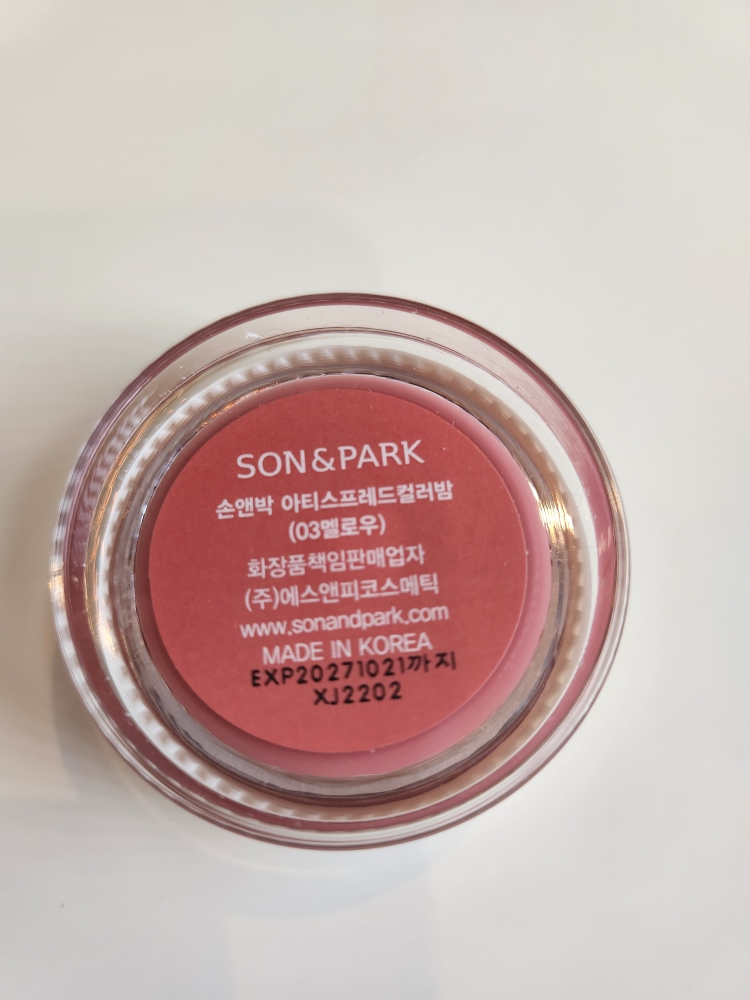 SON&PARK
손앤박 아티스프레드컬러밤
(03멜로우)
화장품책임판매업자
(주)에스앤피코스메틱
www.sonandpark.com
MADE IN KOREA
EXP20271021까지
XJ2202